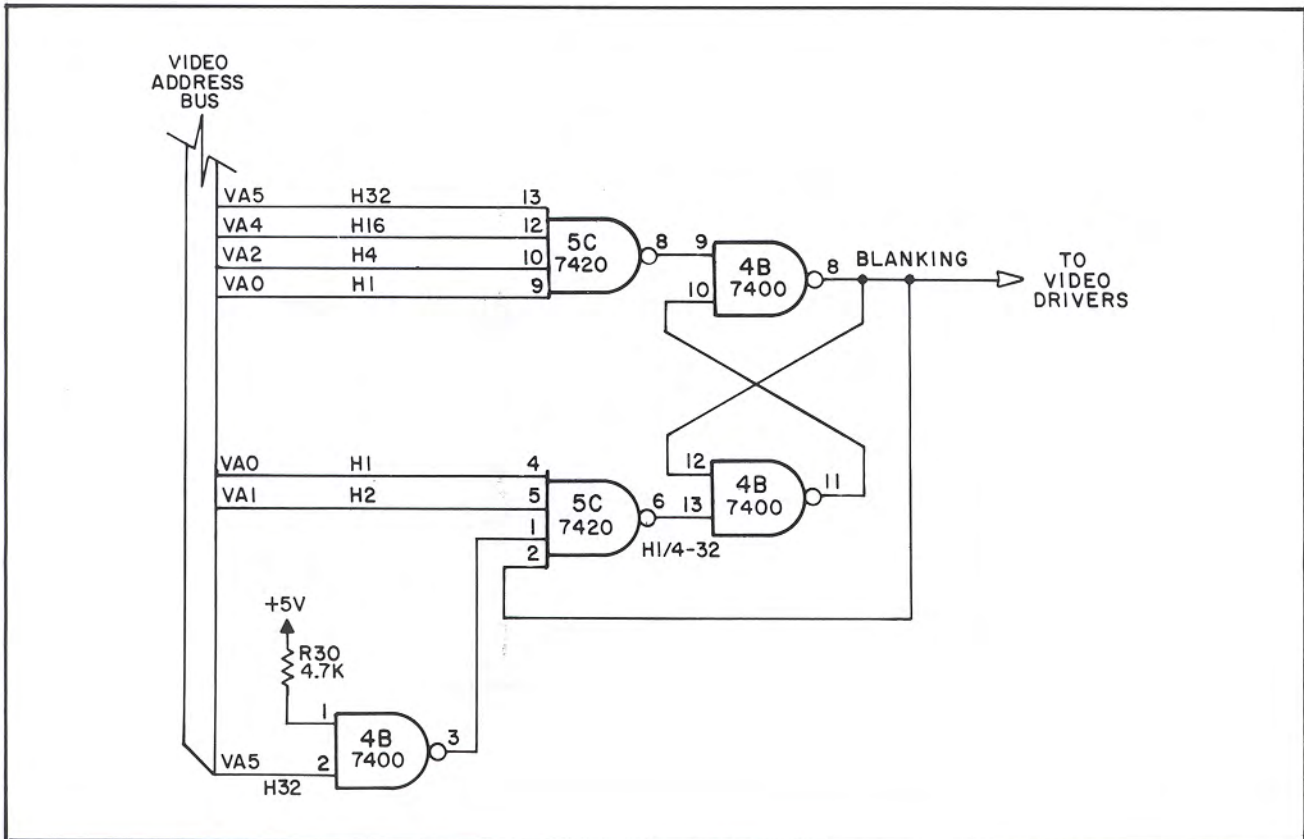 VIDEO
ADDRESS
BUS
VA5 H32 13
VA4 H16 12
VA2 H4 10
VA0 H1 9
5C
7420
8
9
10
4B
7400
8
BLANKING
TO
VIDEO
DRIVERS
VA0 H1 4
VA1 H2 5
1
2
5C
7420
6
H1/4-32
12
13
4B
7400
11
+5V
R30
4.7K
1
4B
7400
3
VA5 2
H32